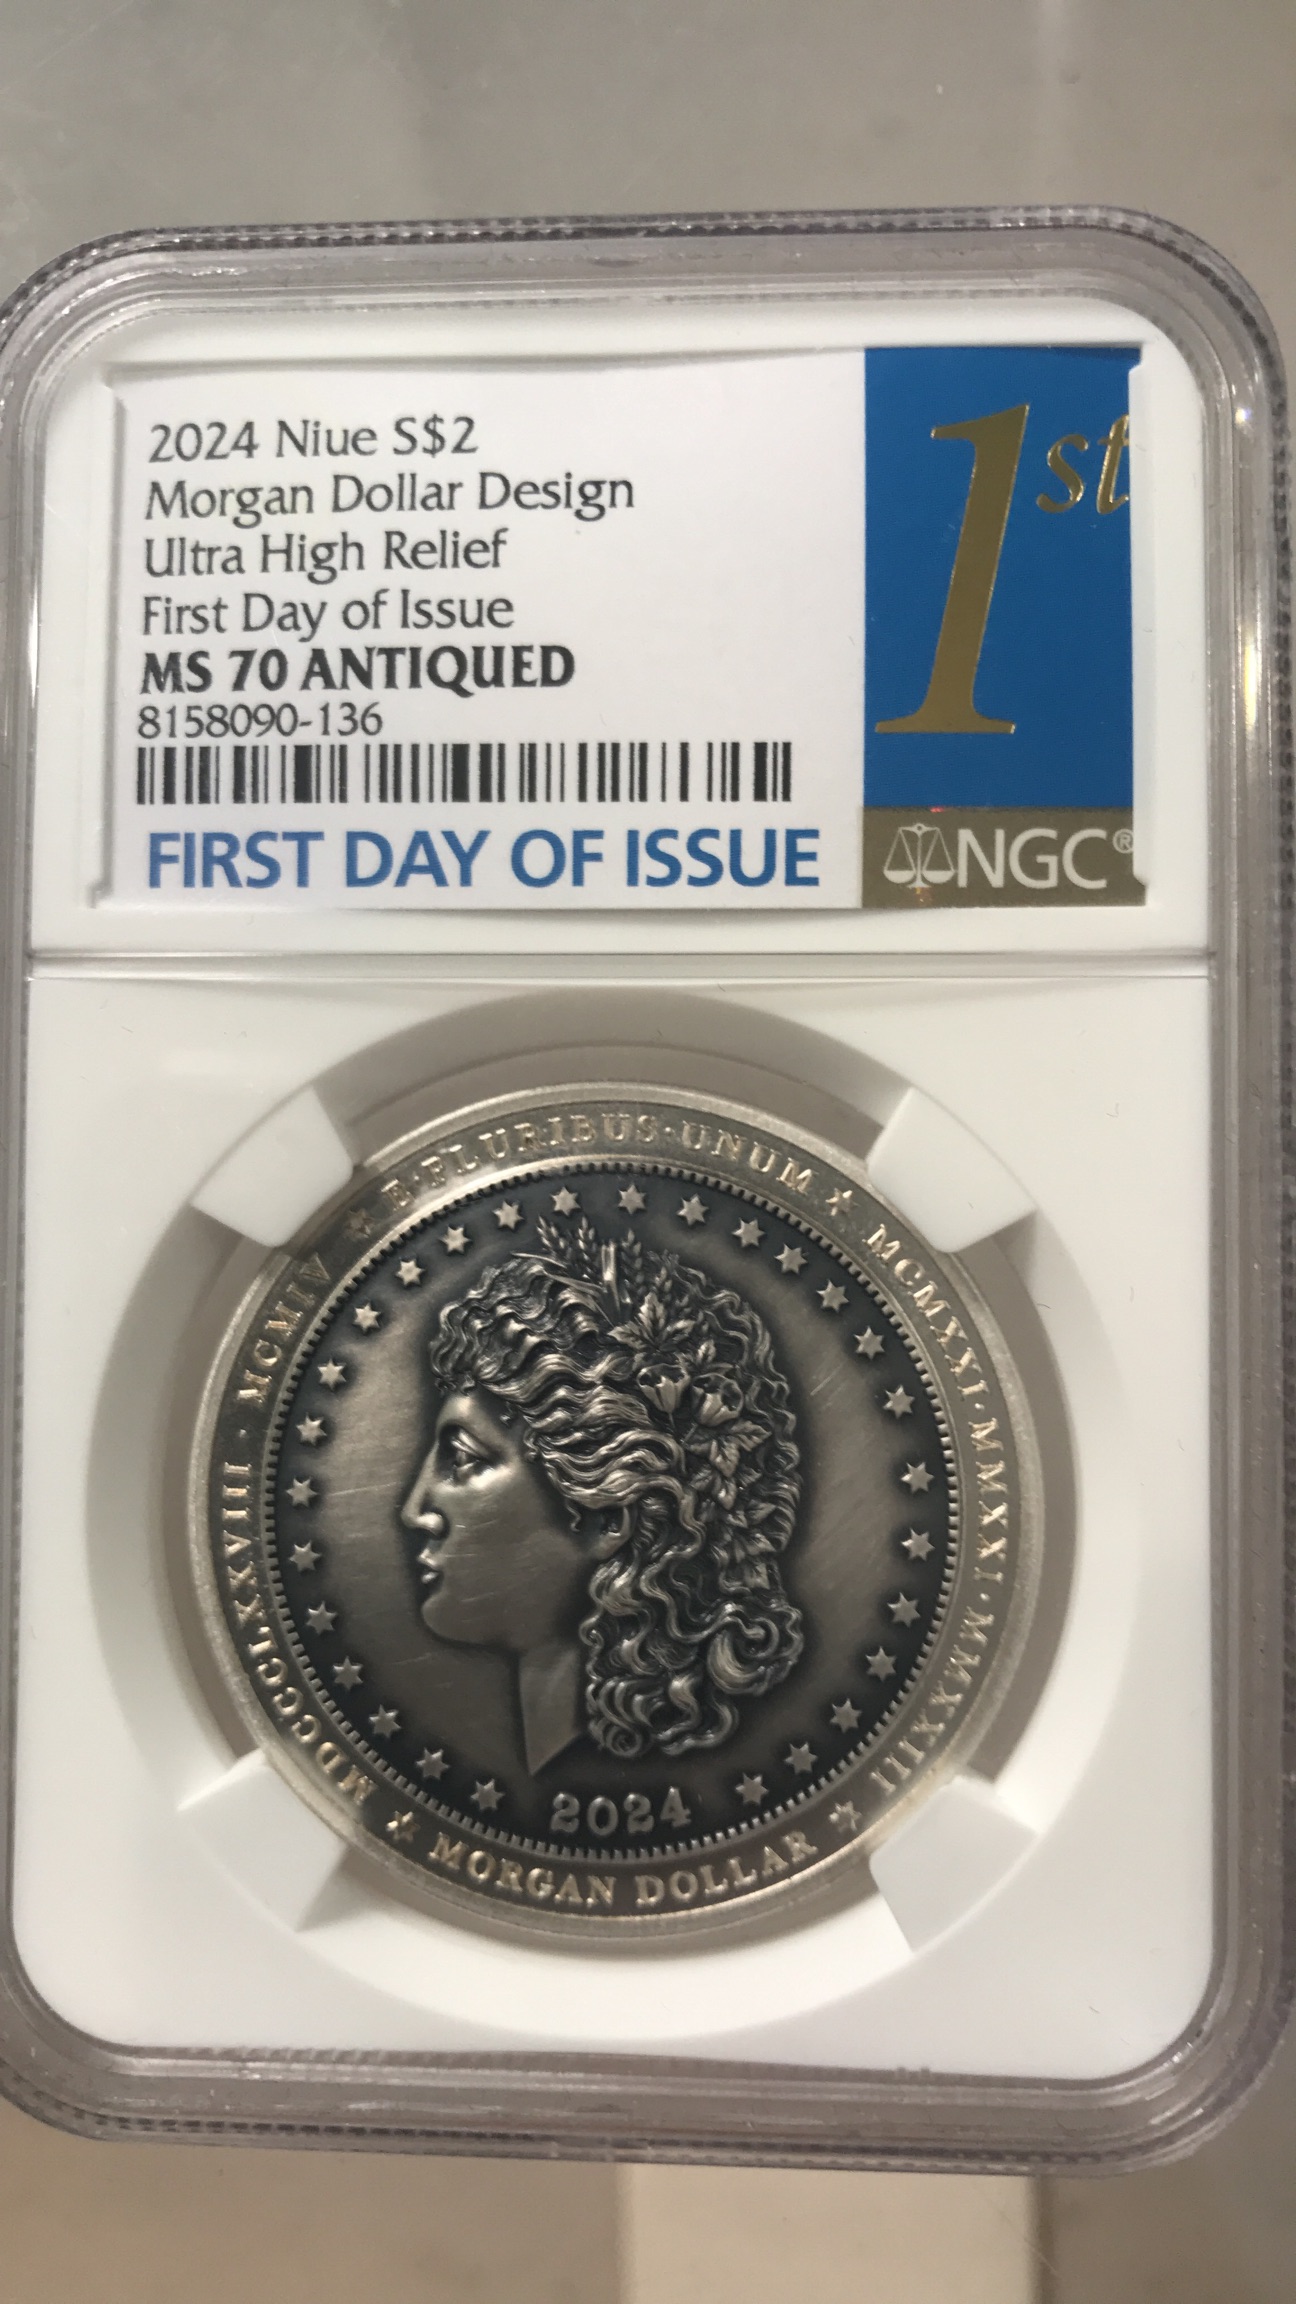 2024 Niue S$2
Morgan Dollar Design
Ultra High Relief
First Day of Issue
MS 70 ANTIQUED
8158090-136
FIRST DAY OF ISSUE
1st
NGC®
E·PLURIBUS·UNUM
MCMXXI·MMXXI·MMXXIII
MORGAN DOLLAR
MDCCCLXXVIII·MCMIV
2024